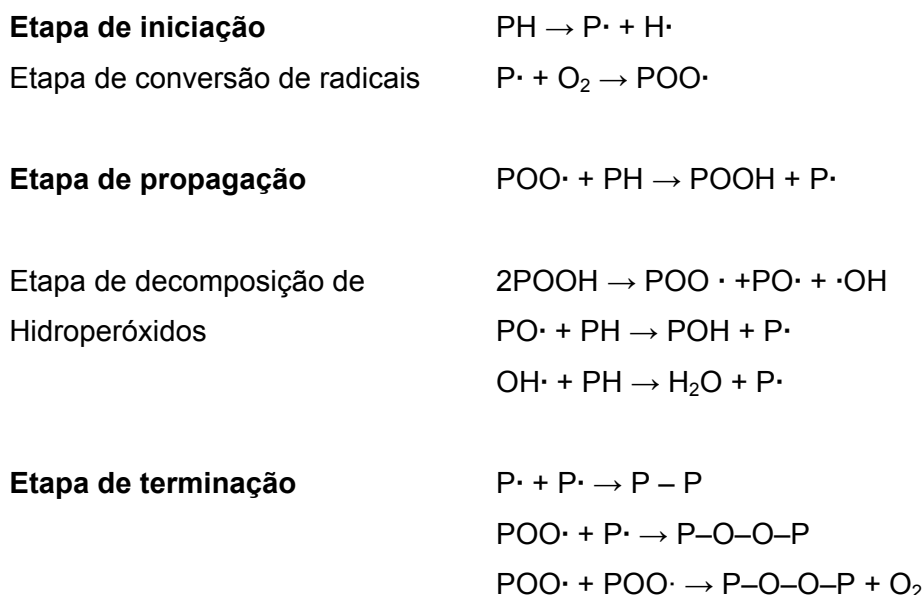 Etapa de iniciação PH → P· + H·
Etapa de conversão de radicais P· + O₂ → POO·
Etapa de propagação POO· + PH → POOH + P·
Etapa de decomposição de 2POOH → POO · +PO· + ·OH
Hidroperóxidos PO· + PH → POH + P·
OH· + PH → H₂O + P·
Etapa de terminação P· + P· → P – P
POO· + P· → P–O–O–P
POO· + POO· → P–O–O–P + O₂